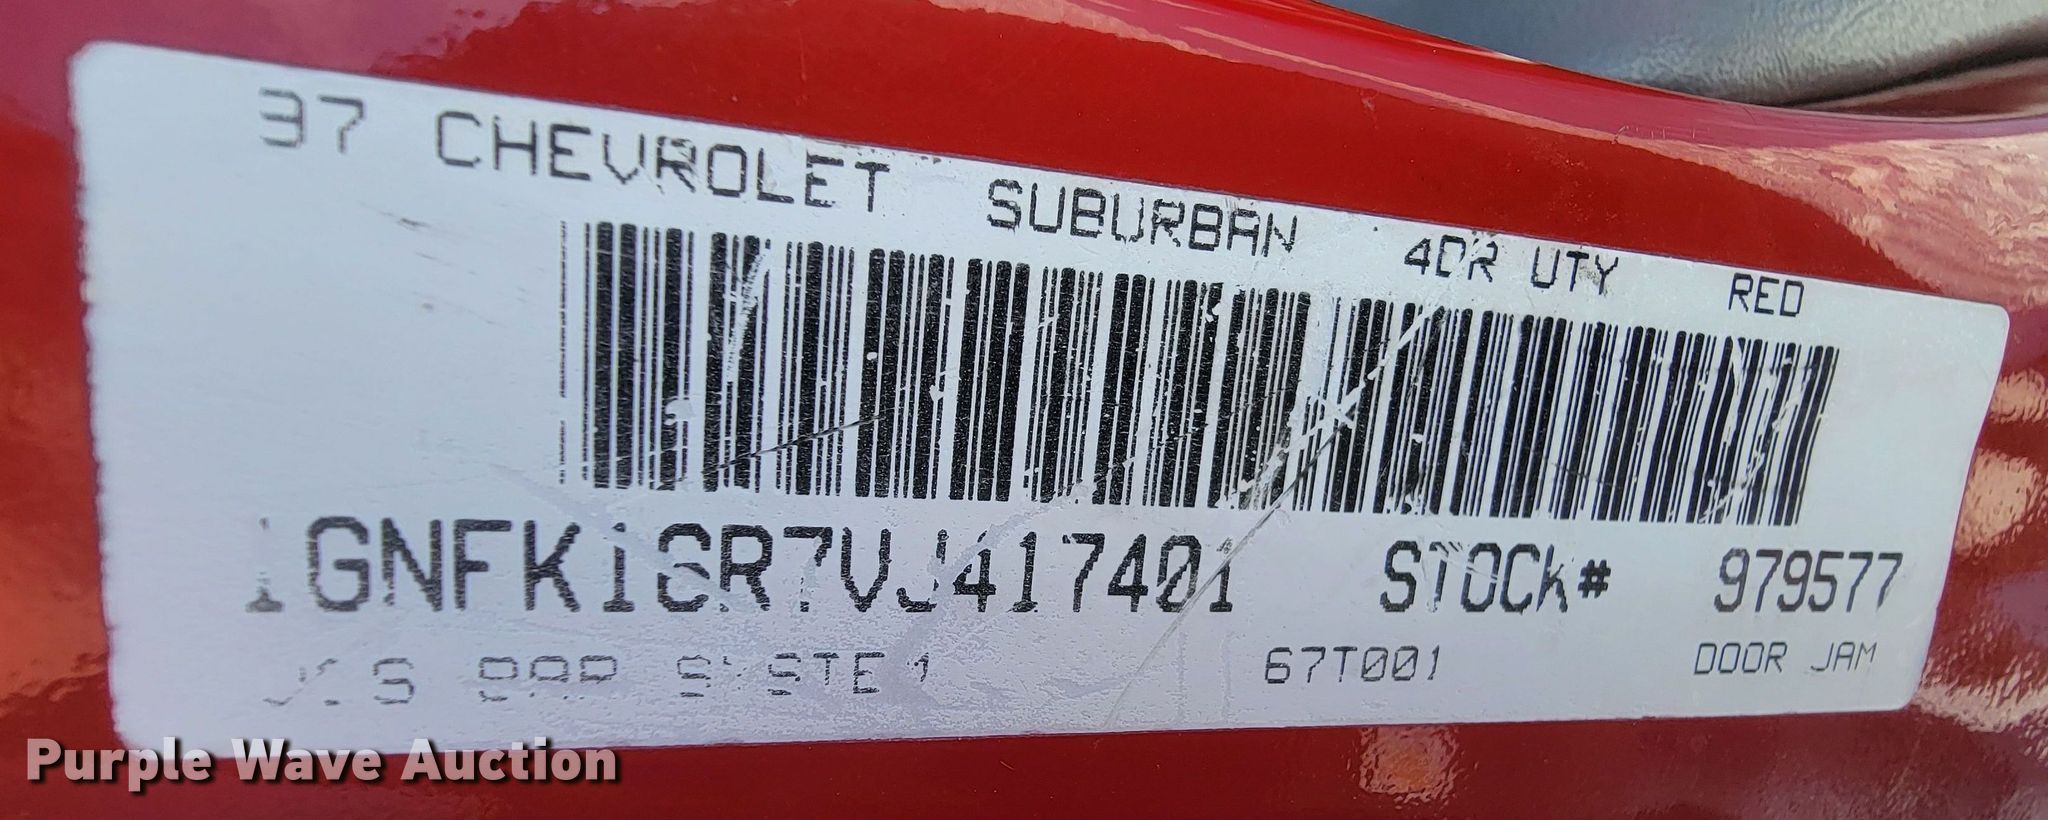 37 CHEVROLET SUBURBAN 4DR UTY RED
1GNFK16R7VJ417401 STOCK# 979577
67T001 DOOR JAM
Purple Wave Auction